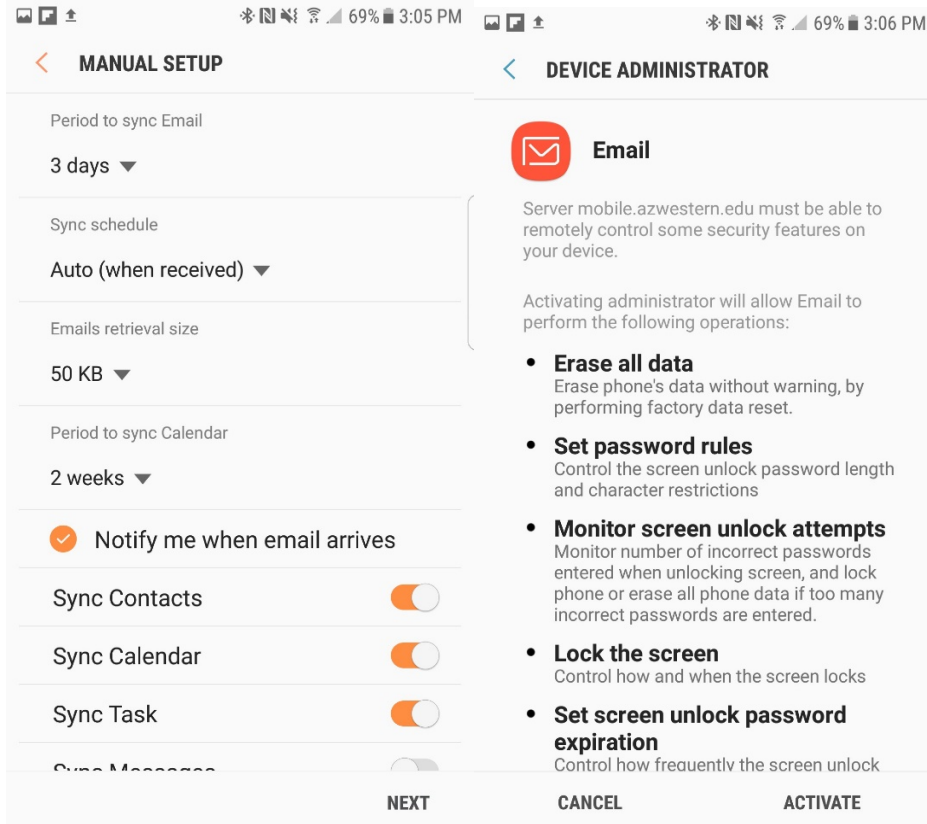 69% 3:05 PM
MANUAL SETUP
Period to sync Email
3 days
Sync schedule
Auto (when received)
Emails retrieval size
50 KB
Period to sync Calendar
2 weeks
Notify me when email arrives
Sync Contacts
Sync Calendar
Sync Task
Sync Messages
NEXT
69% 3:06 PM
DEVICE ADMINISTRATOR
Email
Server mobile.azwestern.edu must be able to
remotely control some security features on
your device.
Activating administrator will allow Email to
perform the following operations:
• Erase all data
Erase phone's data without warning, by
performing factory data reset.
• Set password rules
Control the screen unlock password length
and character restrictions
• Monitor screen unlock attempts
Monitor number of incorrect passwords
entered when unlocking screen, and lock
phone or erase all phone data if too many
incorrect passwords are entered.
• Lock the screen
Control how and when the screen locks
• Set screen unlock password
expiration
Control how frequently the screen unlock
CANCEL
ACTIVATE